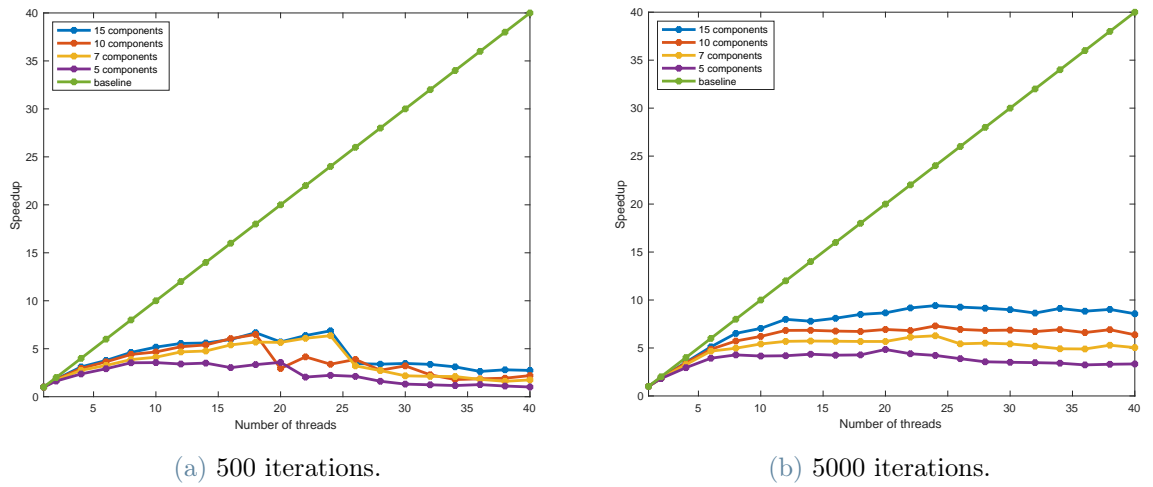 40
35
30
25
20
15
10
5
0
Speedup
15 components
10 components
7 components
5 components
baseline
5 10 15 20 25 30 35 40
Number of threads
(a) 500 iterations.
40
35
30
25
20
15
10
5
0
Speedup
15 components
10 components
7 components
5 components
baseline
5 10 15 20 25 30 35 40
Number of threads
(b) 5000 iterations.